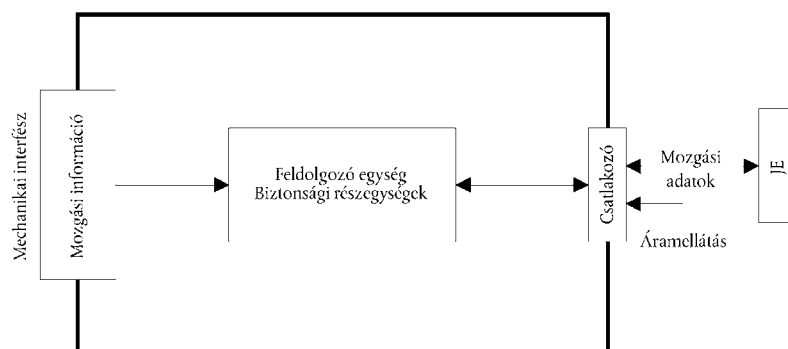 Mechanikai interfész
Mozgási információ
Feldolgozó egység
Biztonsági részegységek
Csatlakozó
Mozgási
adatok
Áramellátás
JE